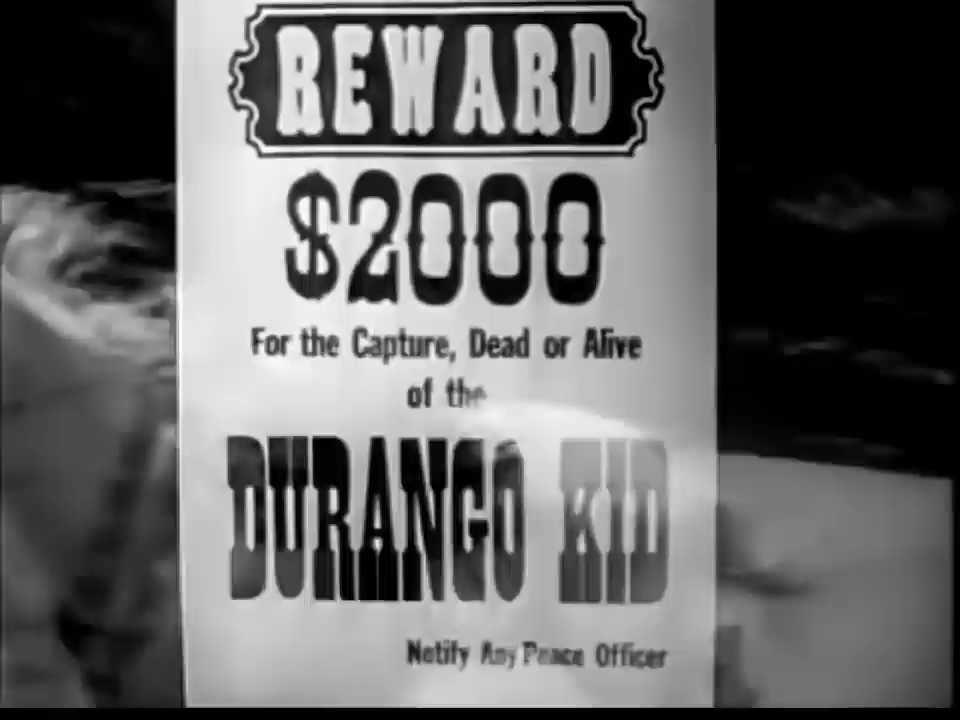 REWARD
$2000
For the Capture, Dead or Alive
of the
DURANGO KID
Notify Any Peace Officer